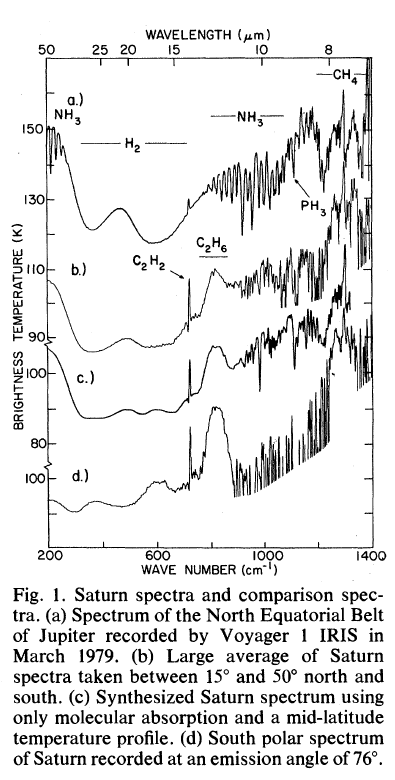 WAVELENGTH (μm)
50 25 20 15 10 8
CH4
a.)
NH3
H2
NH3
150
PH3
130
BRIGHTNESS TEMPERATURE (K)
C2H2
C2H6
110
b.)
90
c.)
100
80
d.)
100
200 600 1000 1400
WAVE NUMBER (cm⁻¹)
Fig. 1. Saturn spectra and comparison spec-
tra. (a) Spectrum of the North Equatorial Belt
of Jupiter recorded by Voyager 1 IRIS in
March 1979. (b) Large average of Saturn
spectra taken between 15° and 50° north and
south. (c) Synthesized Saturn spectrum using
only molecular absorption and a mid-latitude
temperature profile. (d) South polar spectrum
of Saturn recorded at an emission angle of 76°.